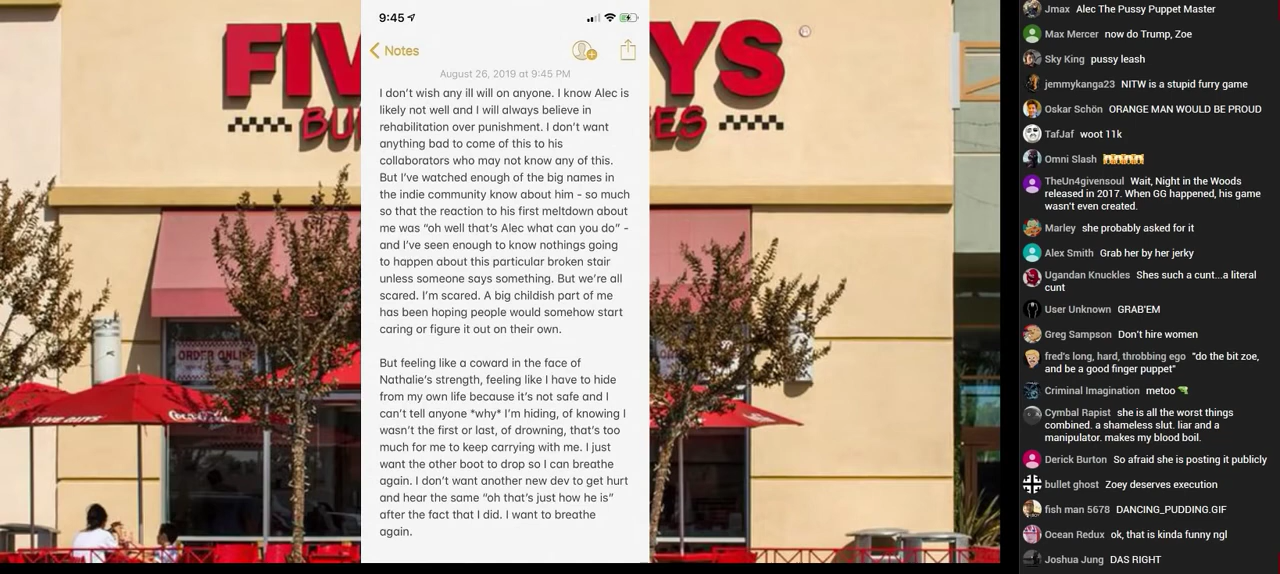 FIV
YS
BU
ES
ORDER ONLINE
FIVE GUYS
Coca-Cola
9:45
Notes
August 26, 2019 at 9:45 PM
I don't wish any ill will on anyone. I know Alec is
likely not well and I will always believe in
rehabilitation over punishment. I don't want
anything bad to come of this to his
collaborators who may not know any of this.
But I've watched enough of the big names in
the indie community know about him - so much
so that the reaction to his first meltdown about
me was "oh well that's Alec what can you do" -
and I've seen enough to know nothings going
to happen about this particular broken stair
unless someone says something. But we're all
scared. I'm scared. A big childish part of me
has been hoping people would somehow start
caring or figure it out on their own.
But feeling like a coward in the face of
Nathalie's strength, feeling like I have to hide
from my own life because it's not safe and I
can't tell anyone *why* I'm hiding, of knowing I
wasn't the first or last, of drowning, that's too
much for me to keep carrying with me. I just
want the other boot to drop so I can breathe
again. I don't want another new dev to get hurt
and hear the same "oh that's just how he is"
after the fact that I did. I want to breathe
again.
Jmax Alec The Pussy Puppet Master
Max Mercer now do Trump, Zoe
Sky King pussy leash
jemmykanga23 NITW is a stupid furry game
Oskar Schön ORANGE MAN WOULD BE PROUD
TafJaf woot 11k
Omni Slash
TheUn4givensoul Wait, Night in the Woods
released in 2017. When GG happened, his game
wasn't even created.
Marley she probably asked for it
Alex Smith Grab her by her jerky
Ugandan Knuckles Shes such a cunt...a literal
cunt
User Unknown GRAB'EM
Greg Sampson Don't hire women
fred's long, hard, throbbing ego "do the bit zoe,
and be a good finger puppet"
Criminal Imagination metoo 🔫
Cymbal Rapist she is all the worst things
combined. a shameless slut. liar and a
manipulator. makes my blood boil.
Derick Burton So afraid she is posting it publicly
bullet ghost Zoey deserves execution
fish man 5678 DANCING_PUDDING.GIF
Ocean Redux ok, that is kinda funny ngl
Joshua Jung DAS RIGHT